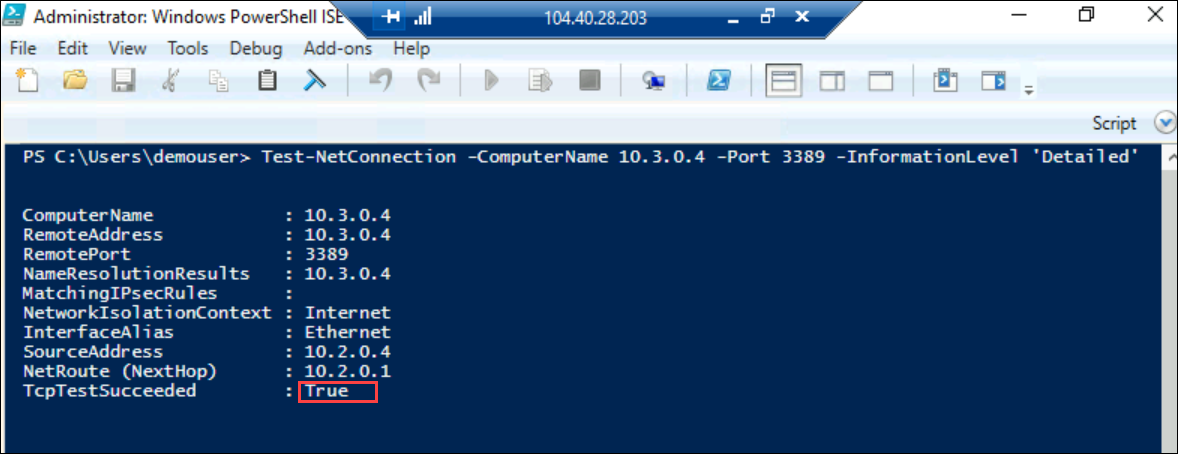 Administrator: Windows PowerShell ISE
104.40.28.203
File Edit View Tools Debug Add-ons Help
Script
PS C:\Users\demouser> Test-NetConnection -ComputerName 10.3.0.4 -Port 3389 -InformationLevel 'Detailed'
ComputerName : 10.3.0.4
RemoteAddress : 10.3.0.4
RemotePort : 3389
NameResolutionResults : 10.3.0.4
MatchingIPsecRules :
NetworkIsolationContext : Internet
InterfaceAlias : Ethernet
SourceAddress : 10.2.0.4
NetRoute (NextHop) : 10.2.0.1
TcpTestSucceeded : True